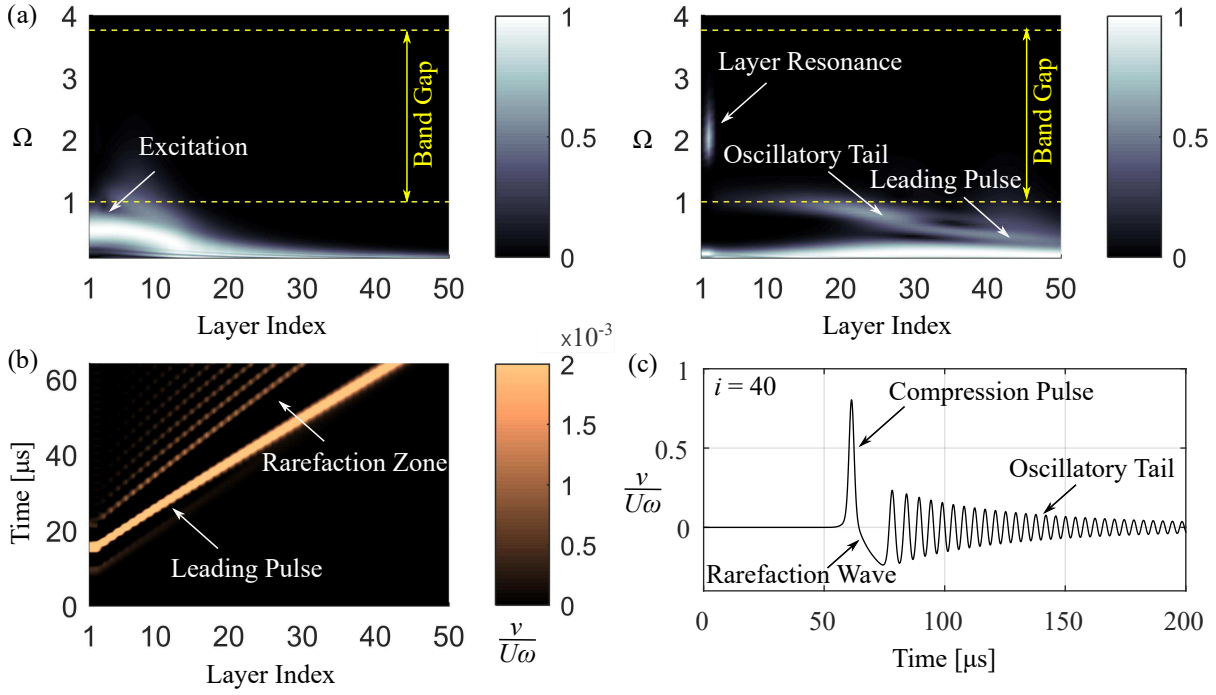 (a)
4
3
Ω
2
1
Excitation
Band Gap
1 10 20 30 40 50
Layer Index
1
0.5
0
4
3
Ω
2
1
Layer Resonance
Oscillatory Tail
Leading Pulse
Band Gap
1 10 20 30 40 50
Layer Index
1
0.5
0
(b)
60
40
20
0
Time [μs]
Rarefaction Zone
Leading Pulse
1 10 20 30 40 50
Layer Index
x10⁻³
2
1.5
1
0.5
0
v
Uω
(c)
1
0.5
0
v
Uω
i = 40
Compression Pulse
Oscillatory Tail
Rarefaction Wave
0 50 100 150 200
Time [μs]